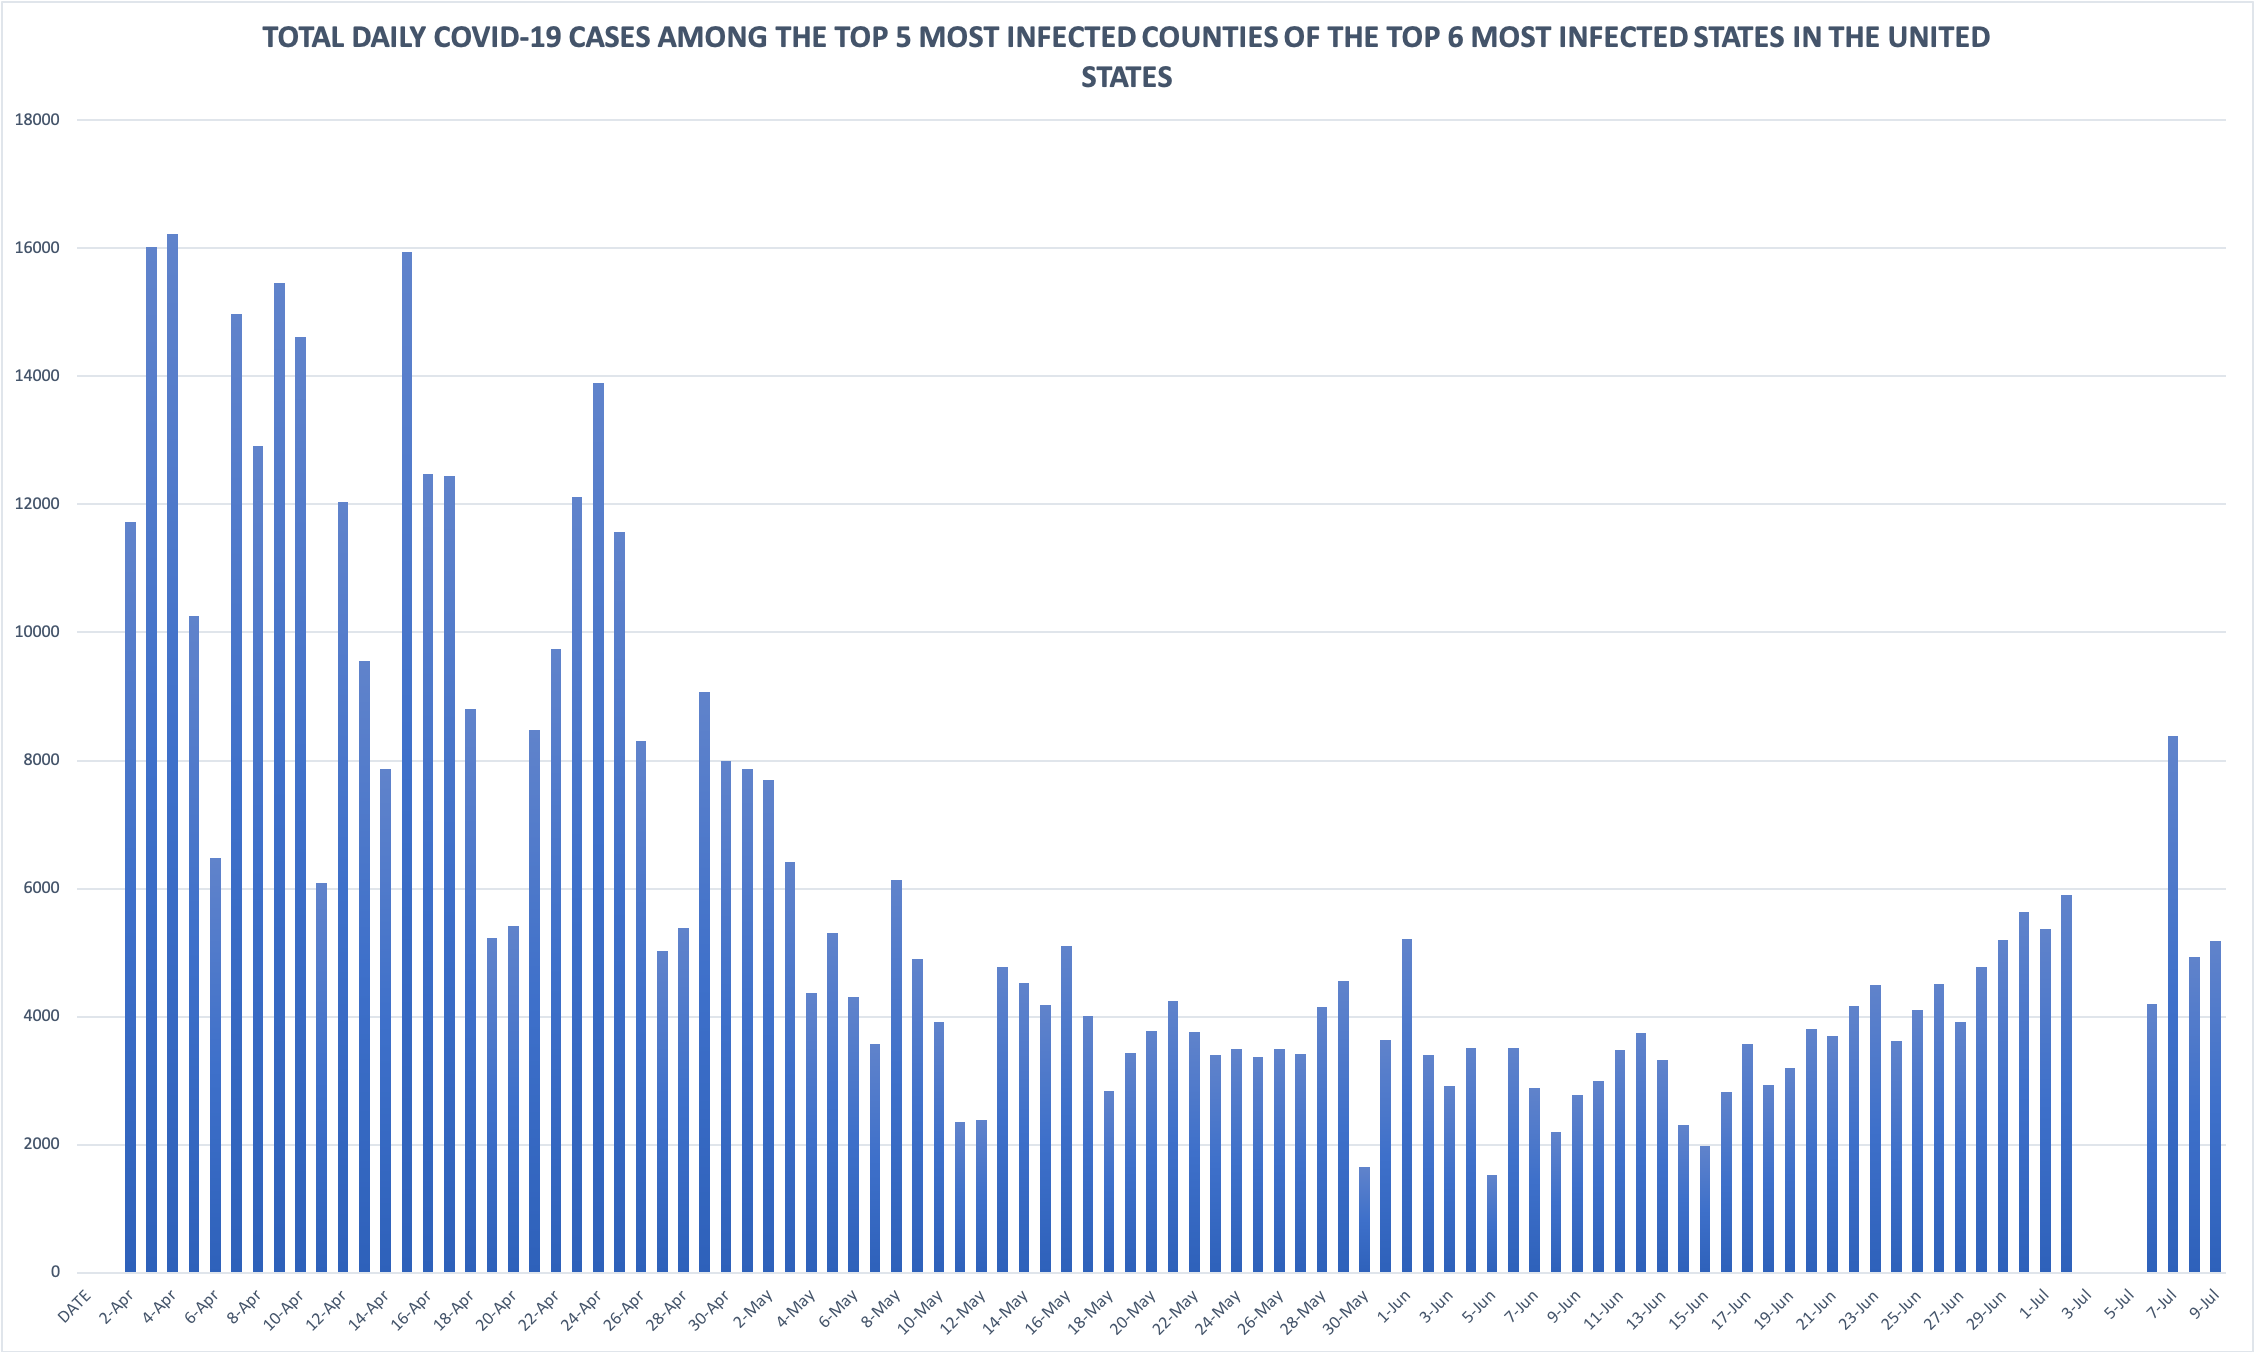 TOTAL DAILY COVID-19 CASES AMONG THE TOP 5 MOST INFECTED COUNTIES OF THE TOP 6 MOST INFECTED STATES IN THE UNITED
STATES
18000
16000
14000
12000
10000
8000
6000
4000
2000
0
DATE
2-Apr
4-Apr
6-Apr
8-Apr
10-Apr
12-Apr
14-Apr
16-Apr
18-Apr
20-Apr
22-Apr
24-Apr
26-Apr
28-Apr
30-Apr
2-May
4-May
6-May
8-May
10-May
12-May
14-May
16-May
18-May
20-May
22-May
24-May
26-May
28-May
30-May
1-Jun
3-Jun
5-Jun
7-Jun
9-Jun
11-Jun
13-Jun
15-Jun
17-Jun
19-Jun
21-Jun
23-Jun
25-Jun
27-Jun
29-Jun
1-Jul
3-Jul
5-Jul
7-Jul
9-Jul